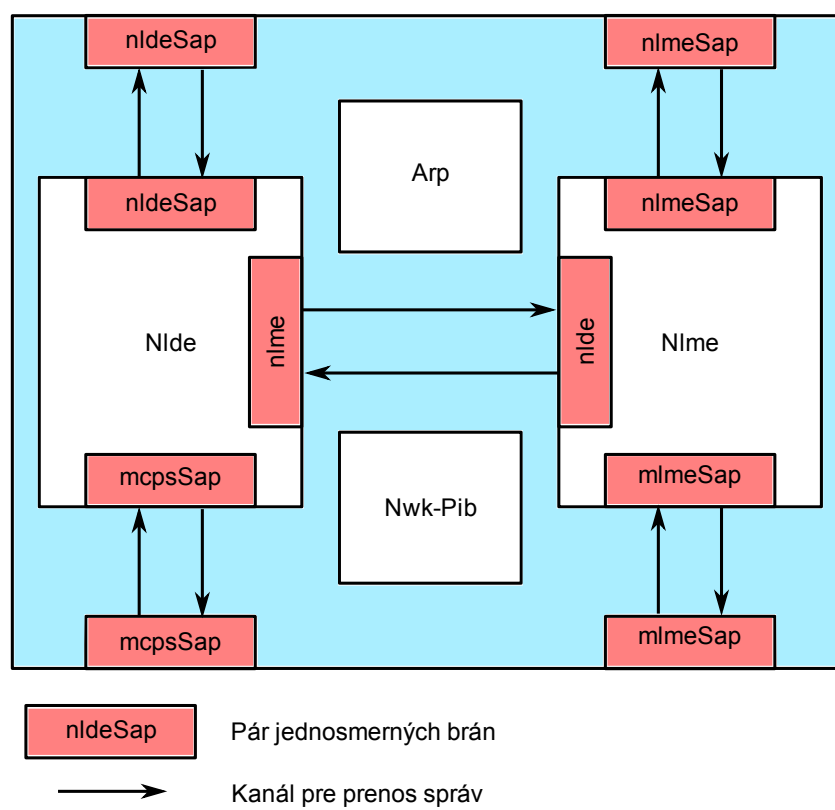 nldeSap
nlmeSap
Arp
nldeSap
nlmeSap
nlme
nlde
Nlde
Nlme
mcpsSap
mlmeSap
Nwk-Pib
mcpsSap
mlmeSap
nldeSap
Pár jednosmerných brán
Kanál pre prenos správ